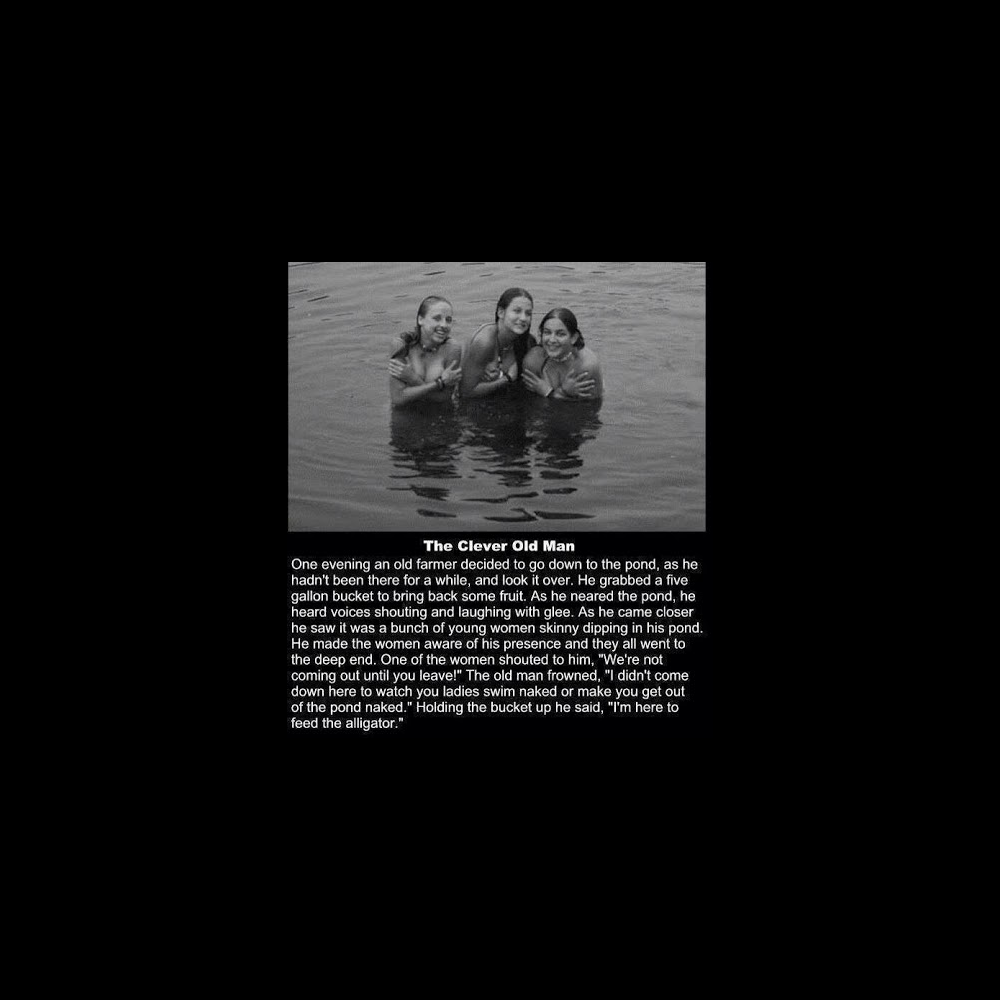 The Clever Old Man
One evening an old farmer decided to go down to the pond, as he
hadn't been there for a while, and look it over. He grabbed a five
gallon bucket to bring back some fruit. As he neared the pond, he
heard voices shouting and laughing with glee. As he came closer
he saw it was a bunch of young women skinny dipping in his pond.
He made the women aware of his presence and they all went to
the deep end. One of the women shouted to him, "We're not
coming out until you leave!" The old man frowned, "I didn't come
down here to watch you ladies swim naked or make you get out
of the pond naked." Holding the bucket up he said, "I'm here to
feed the alligator."